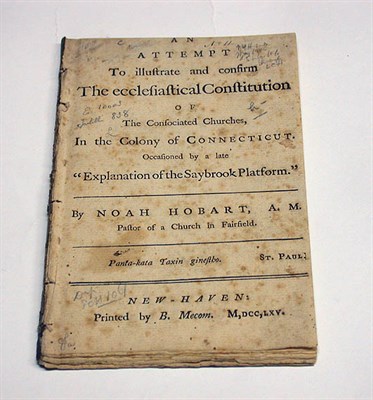 AN
ATTEMPT
To illuſtrate and confirm
The eccleſiaſtical Conſtitution
OF
The Conſociated Churches,
In the Colony of CONNECTICUT.
Occaſioned by a late
“Explanation of the Saybrook Platform.”
By NOAH HOBART, A. M.
Paſtor of a Church in Fairfield.
Panta-kata Taxin gineſtho. ST. PAUL.
NEW-HAVEN:
Printed by B. Mecom. M,DCC,LXV.